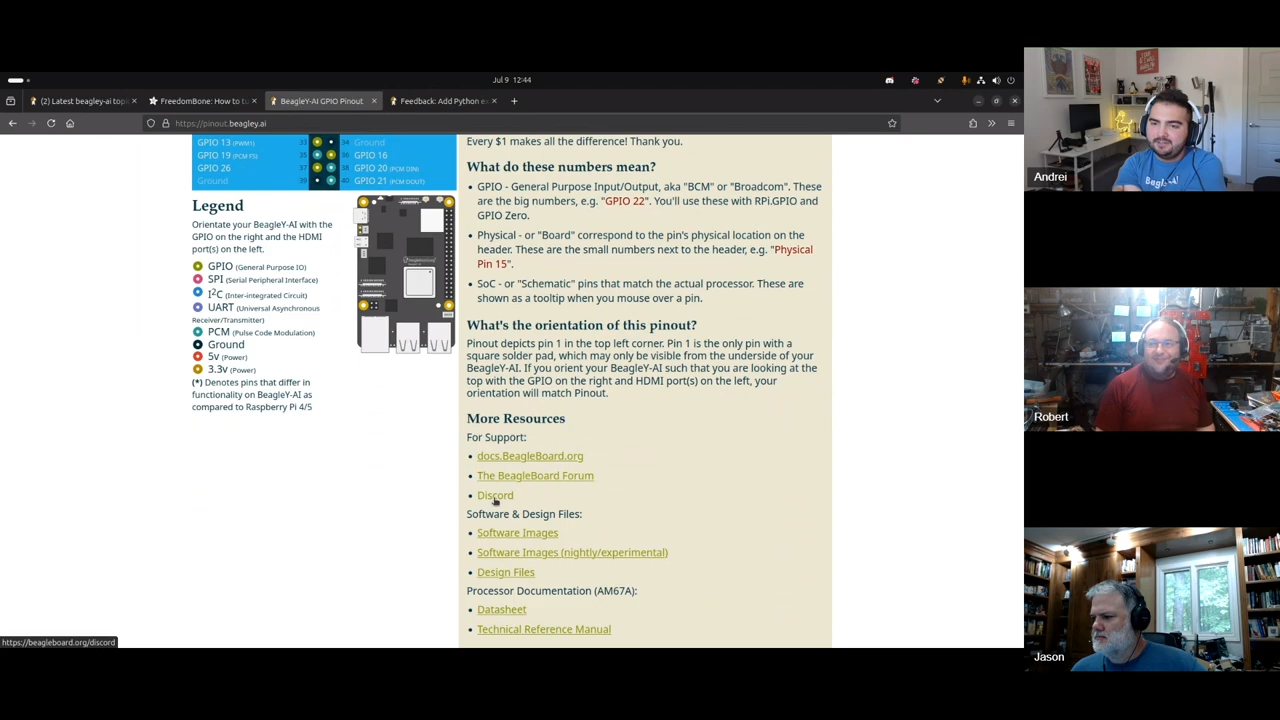 Jul 9 12:44
(2) Latest beagley-ai topi
FreedomBone: How to tu
BeagleY-AI GPIO Pinout
Feedback: Add Python ex
https://pinout.beagley.ai
GPIO 13 (PWM1) 33 34 Ground
GPIO 19 (PCM FS) 35 36 GPIO 16
GPIO 26 37 38 GPIO 20 (PCM DIN)
Ground 39 40 GPIO 21 (PCM DOUT)
Legend
Orientate your BeagleY-AI with the
GPIO on the right and the HDMI
port(s) on the left.
GPIO (General Purpose IO)
SPI (Serial Peripheral Interface)
I2C (Inter-integrated Circuit)
UART (Universal Asynchronous
Receiver/Transmitter)
PCM (Pulse Code Modulation)
Ground
5v (Power)
3.3v (Power)
(*) Denotes pins that differ in
functionality on BeagleY-AI as
compared to Raspberry Pi 4/5
Every $1 makes all the difference! Thank you.
What do these numbers mean?
• GPIO - General Purpose Input/Output, aka "BCM" or "Broadcom". These
are the big numbers, e.g. "GPIO 22". You'll use these with RPi.GPIO and
GPIO Zero.
• Physical - or "Board" correspond to the pin's physical location on the
header. These are the small numbers next to the header, e.g. "Physical
Pin 15".
• SoC - or "Schematic" pins that match the actual processor. These are
shown as a tooltip when you mouse over a pin.
What's the orientation of this pinout?
Pinout depicts pin 1 in the top left corner. Pin 1 is the only pin with a
square solder pad, which may only be visible from the underside of your
BeagleY-AI. If you orient your BeagleY-AI such that you are looking at the
top with the GPIO on the right and HDMI port(s) on the left, your
orientation will match Pinout.
More Resources
For Support:
• docs.BeagleBoard.org
• The BeagleBoard Forum
• Discord
Software & Design Files:
• Software Images
• Software Images (nightly/experimental)
• Design Files
Processor Documentation (AM67A):
• Datasheet
• Technical Reference Manual
https://beagleboard.org/discord
Andrei
Robert
Jason